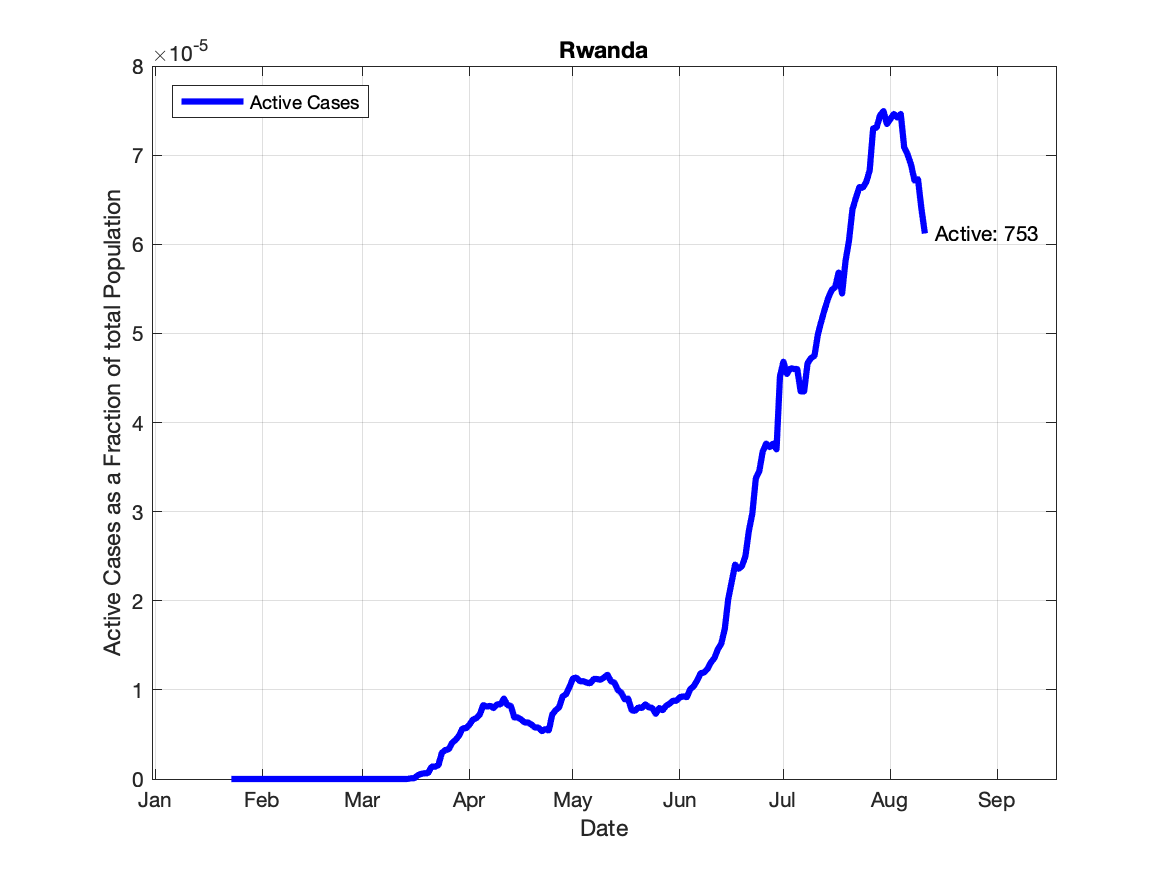 Rwanda
×10-5
Active Cases
8
7
6
5
4
3
2
1
0
Active: 753
Jan Feb Mar Apr May Jun Jul Aug Sep
Date
Active Cases as a Fraction of total Population